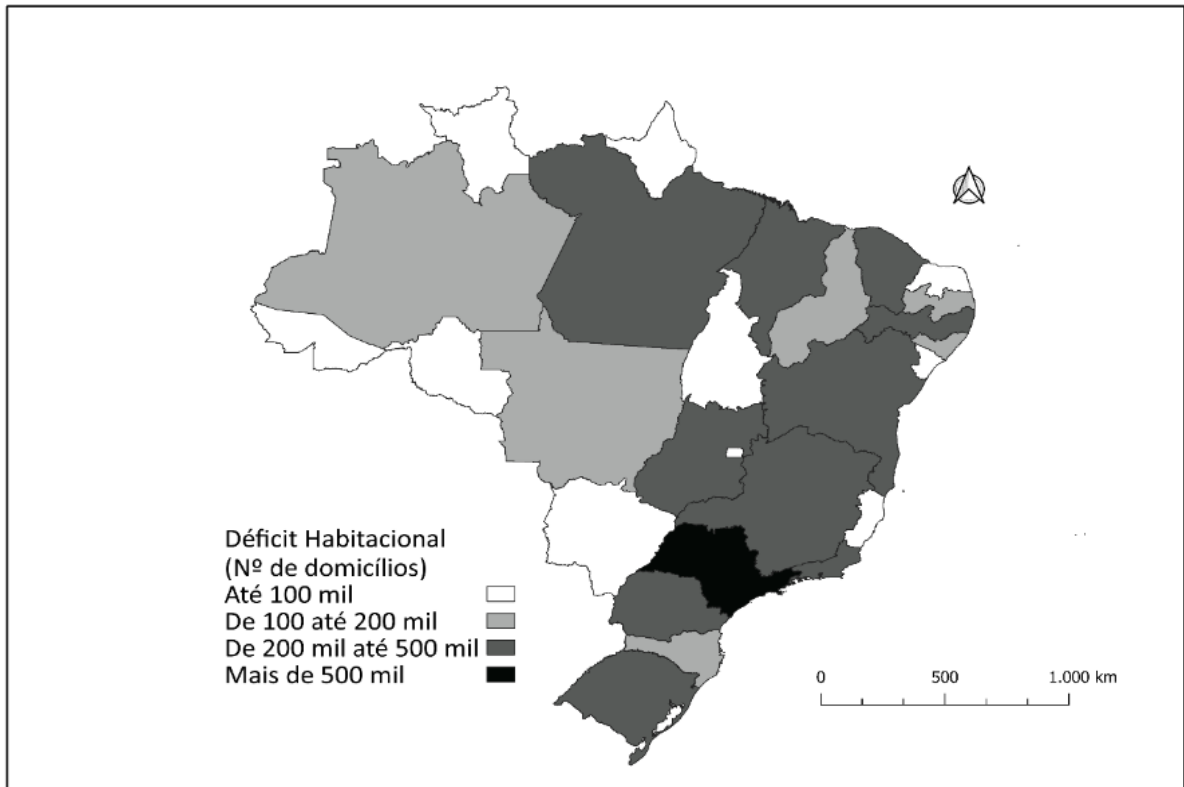 Déficit Habitacional
(Nº de domicílios)
Até 100 mil
De 100 até 200 mil
De 200 mil até 500 mil
Mais de 500 mil
0 500 1.000 km